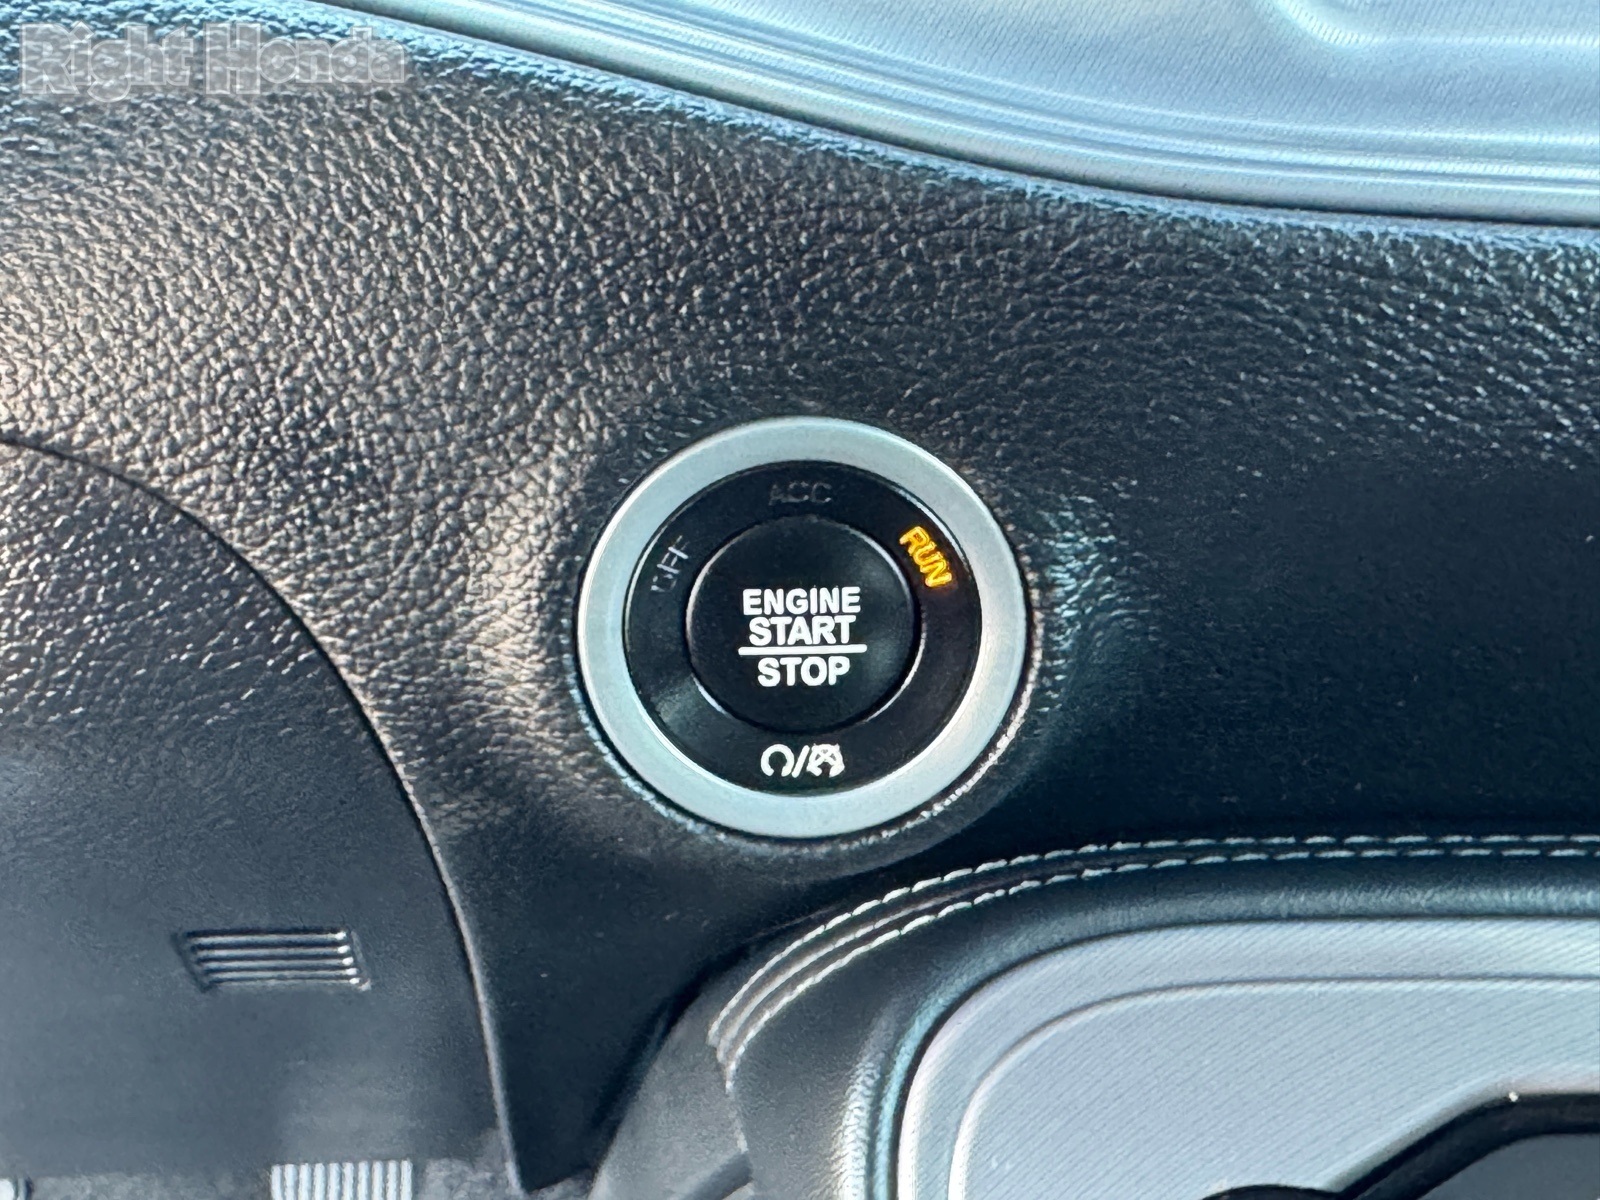 Right Honda
ACC
OFF
RUN
ENGINE
START
STOP
/